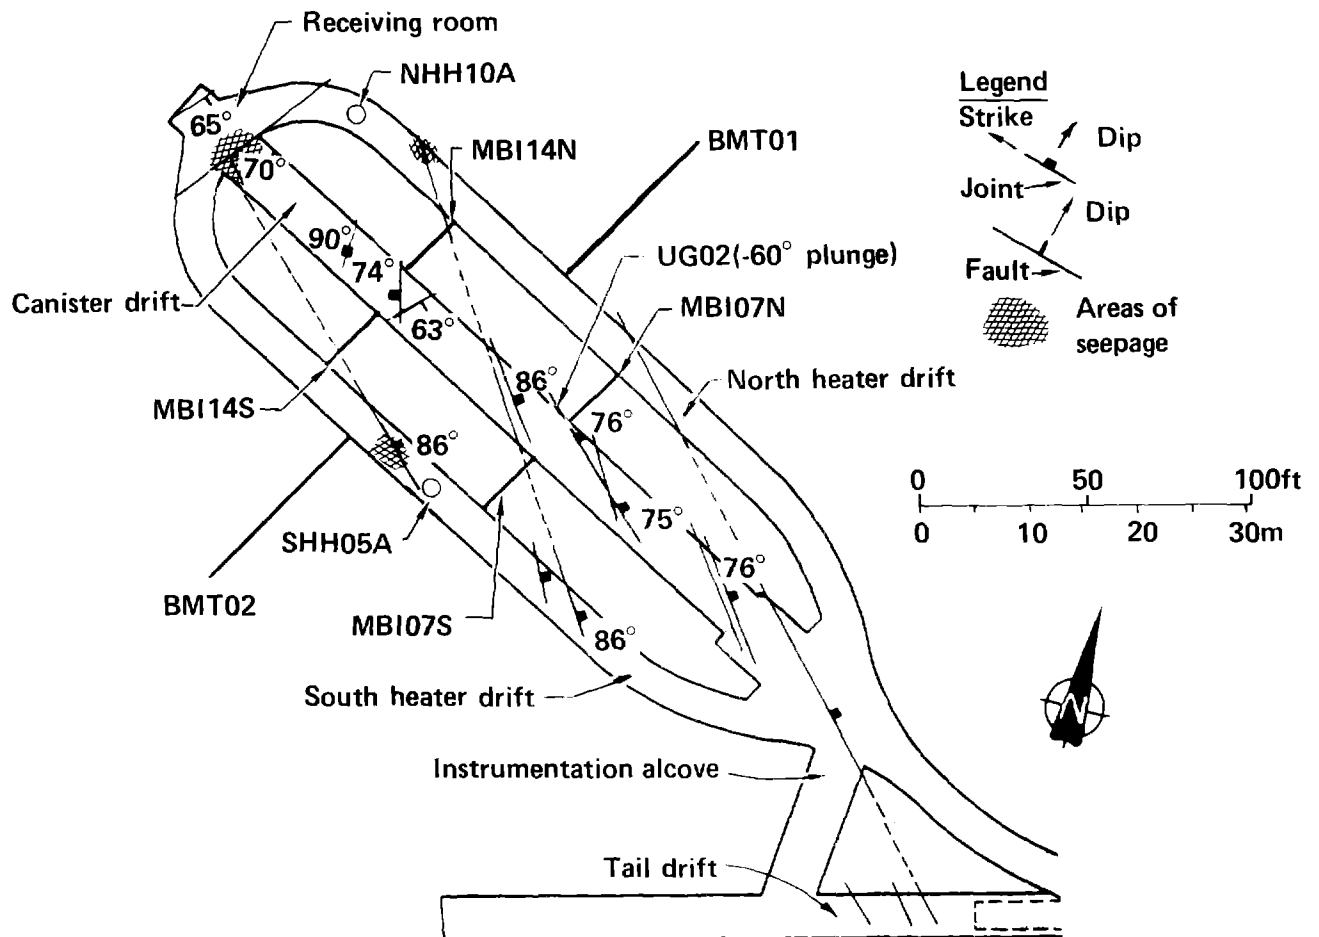 Receiving room
NHH10A
65°
MBI14N
BMT01
70°
Legend
Strike
Dip
Joint
Dip
Fault
Areas of
seepage
90°
74°
UG02(-60° plunge)
Canister drift
63°
MBI07N
86°
North heater drift
MBI14S
76°
86°
0 50 100ft
0 10 20 30m
75°
SHH05A
76°
BMT02
MBI07S
86°
South heater drift
N
Instrumentation alcove
Tail drift